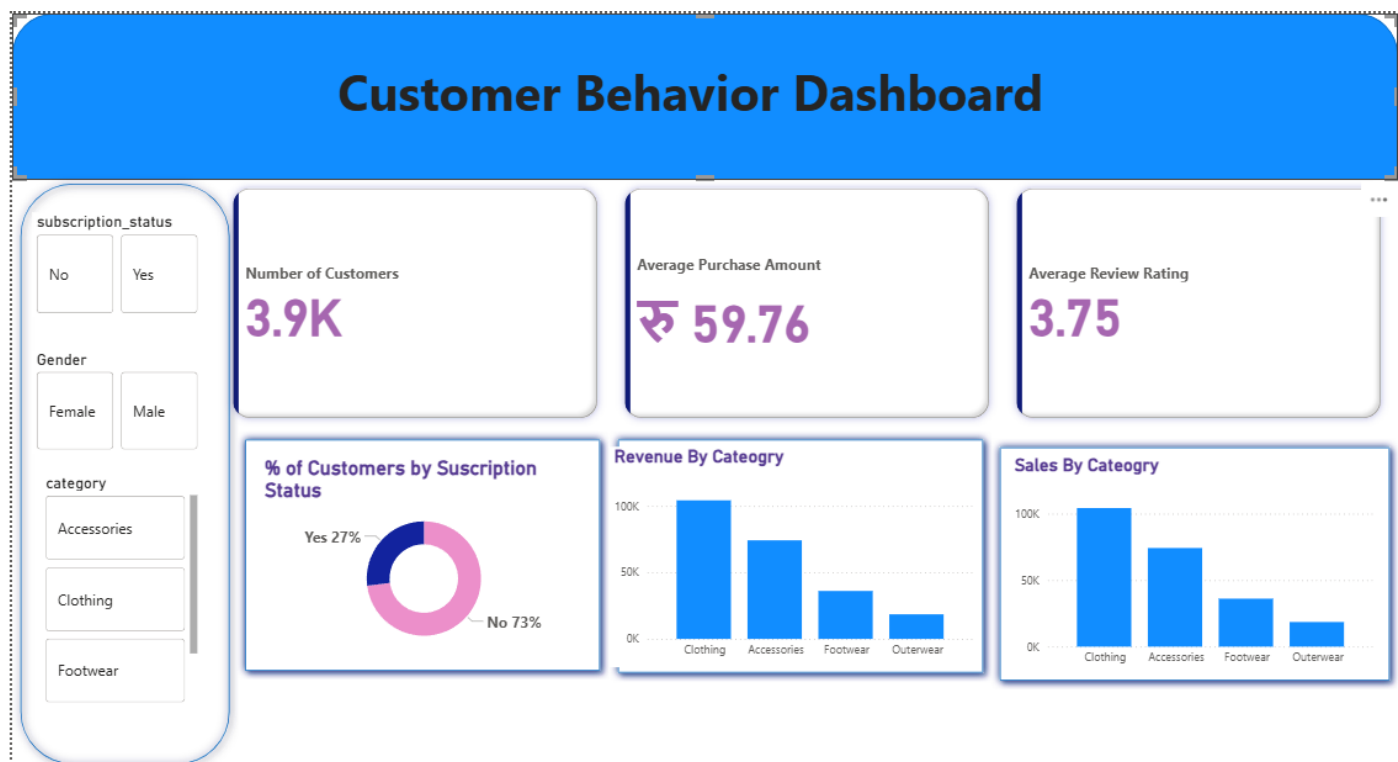 Customer Behavior Dashboard
subscription_status
No
Yes
Gender
Female
Male
category
Accessories
Clothing
Footwear
Number of Customers
3.9K
Average Purchase Amount
रु 59.76
Average Review Rating
3.75
% of Customers by Suscription
Status
Yes 27%
No 73%
Revenue By Cateogry
100K
50K
0K
Clothing
Accessories
Footwear
Outerwear
Sales By Cateogry
100K
50K
0K
Clothing
Accessories
Footwear
Outerwear